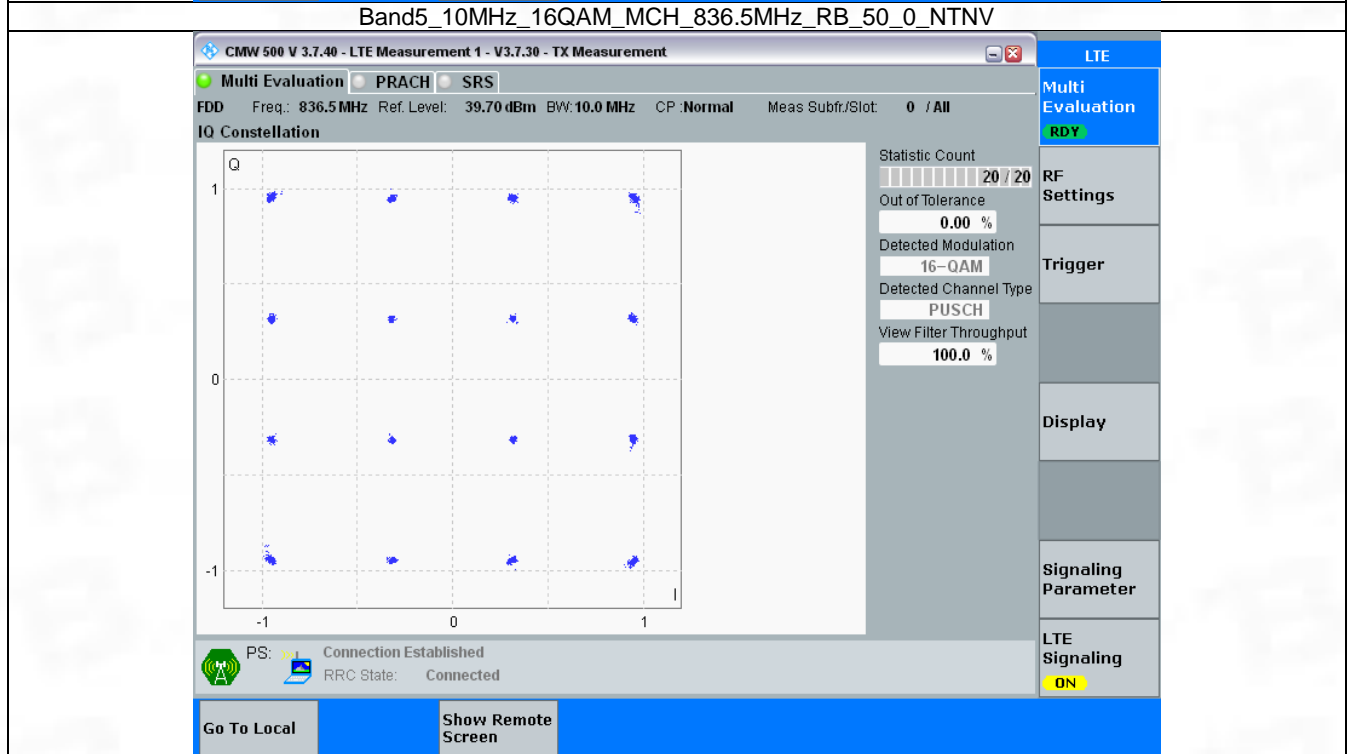 Band5_10MHz_16QAM_MCH_836.5MHz_RB_50_0_NTNV
CMW 500 V 3.7.40 - LTE Measurement 1 - V3.7.30 - TX Measurement
LTE
Multi Evaluation PRACH SRS
Multi
Evaluation
RDY
FDD Freq.: 836.5 MHz Ref. Level: 39.70 dBm BW: 10.0 MHz CP :Normal Meas Subfr./Slot: 0 / All
IQ Constellation
Q
1
0
-1
I
-1 0 1
Statistic Count
20 / 20
Out of Tolerance
0.00 %
Detected Modulation
16-QAM
Detected Channel Type
PUSCH
View Filter Throughput
100.0 %
RF
Settings
Trigger
Display
Signaling
Parameter
LTE
Signaling
ON
PS: Connection Established
RRC State: Connected
Go To Local
Show Remote
Screen